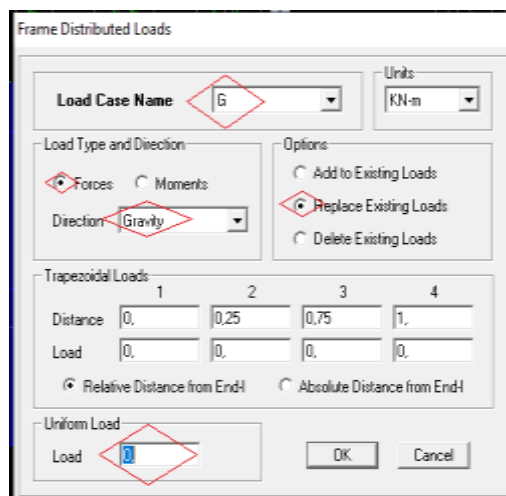 Frame Distributed Loads
Units
Load Case Name G KN-m
Load Type and Direction
Options
Forces Moments
Add to Existing Loads
Direction Gravity
Replace Existing Loads
Delete Existing Loads
Trapezoidal Loads
1 2 3 4
Distance 0, 0,25 0,75 1,
Load 0, 0, 0, 0,
Relative Distance from End-I Absolute Distance from End-I
Uniform Load
Load 0, OK Cancel